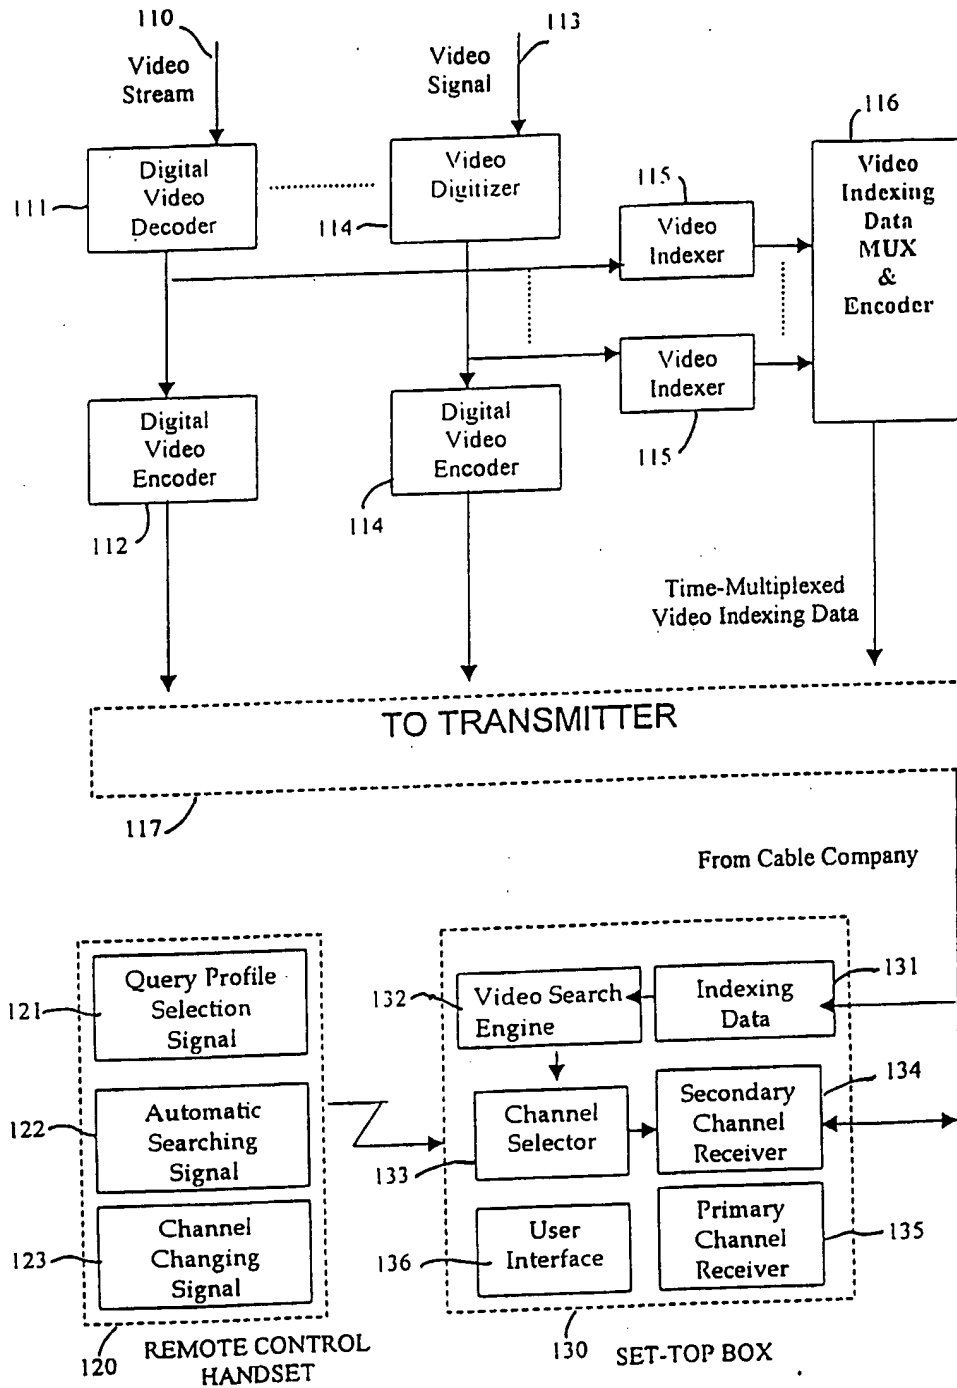 110
113
Video
Stream
Video
Signal
116
Digital
Video
Decoder
111
Video
Digitizer
114
115
Video
Indexer
Video
Indexing
Data
MUX
&
Encoder
Video
Indexer
115
Digital
Video
Encoder
112
Digital
Video
Encoder
114
Time-Multiplexed
Video Indexing Data
TO TRANSMITTER
117
From Cable Company
Query Profile
Selection
Signal
121
Automatic
Searching
Signal
122
Channel
Changing
Signal
123
120
REMOTE CONTROL
HANDSET
132
Video Search
Engine
Indexing
Data
131
Channel
Selector
133
Secondary
Channel
Receiver
134
User
Interface
136
Primary
Channel
Receiver
135
130
SET-TOP BOX